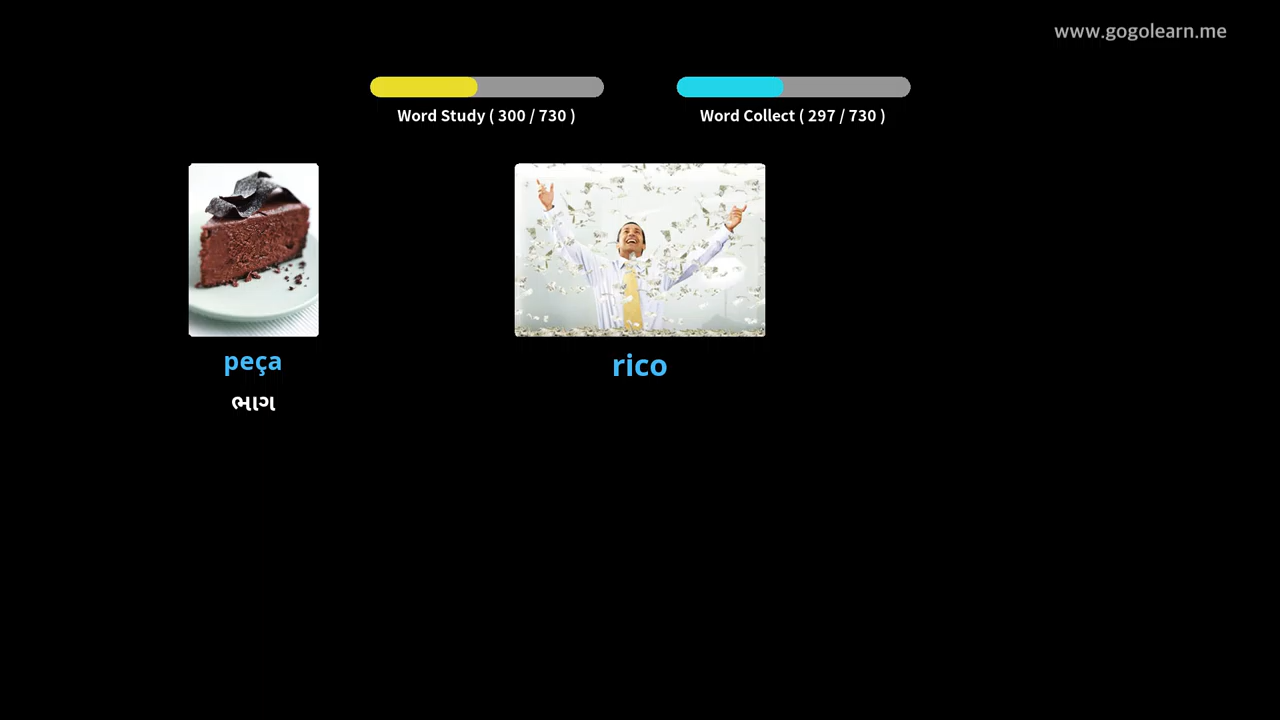 www.gogolearn.me
Word Study ( 300 / 730 )
Word Collect ( 297 / 730 )
peça
ભાગ
rico